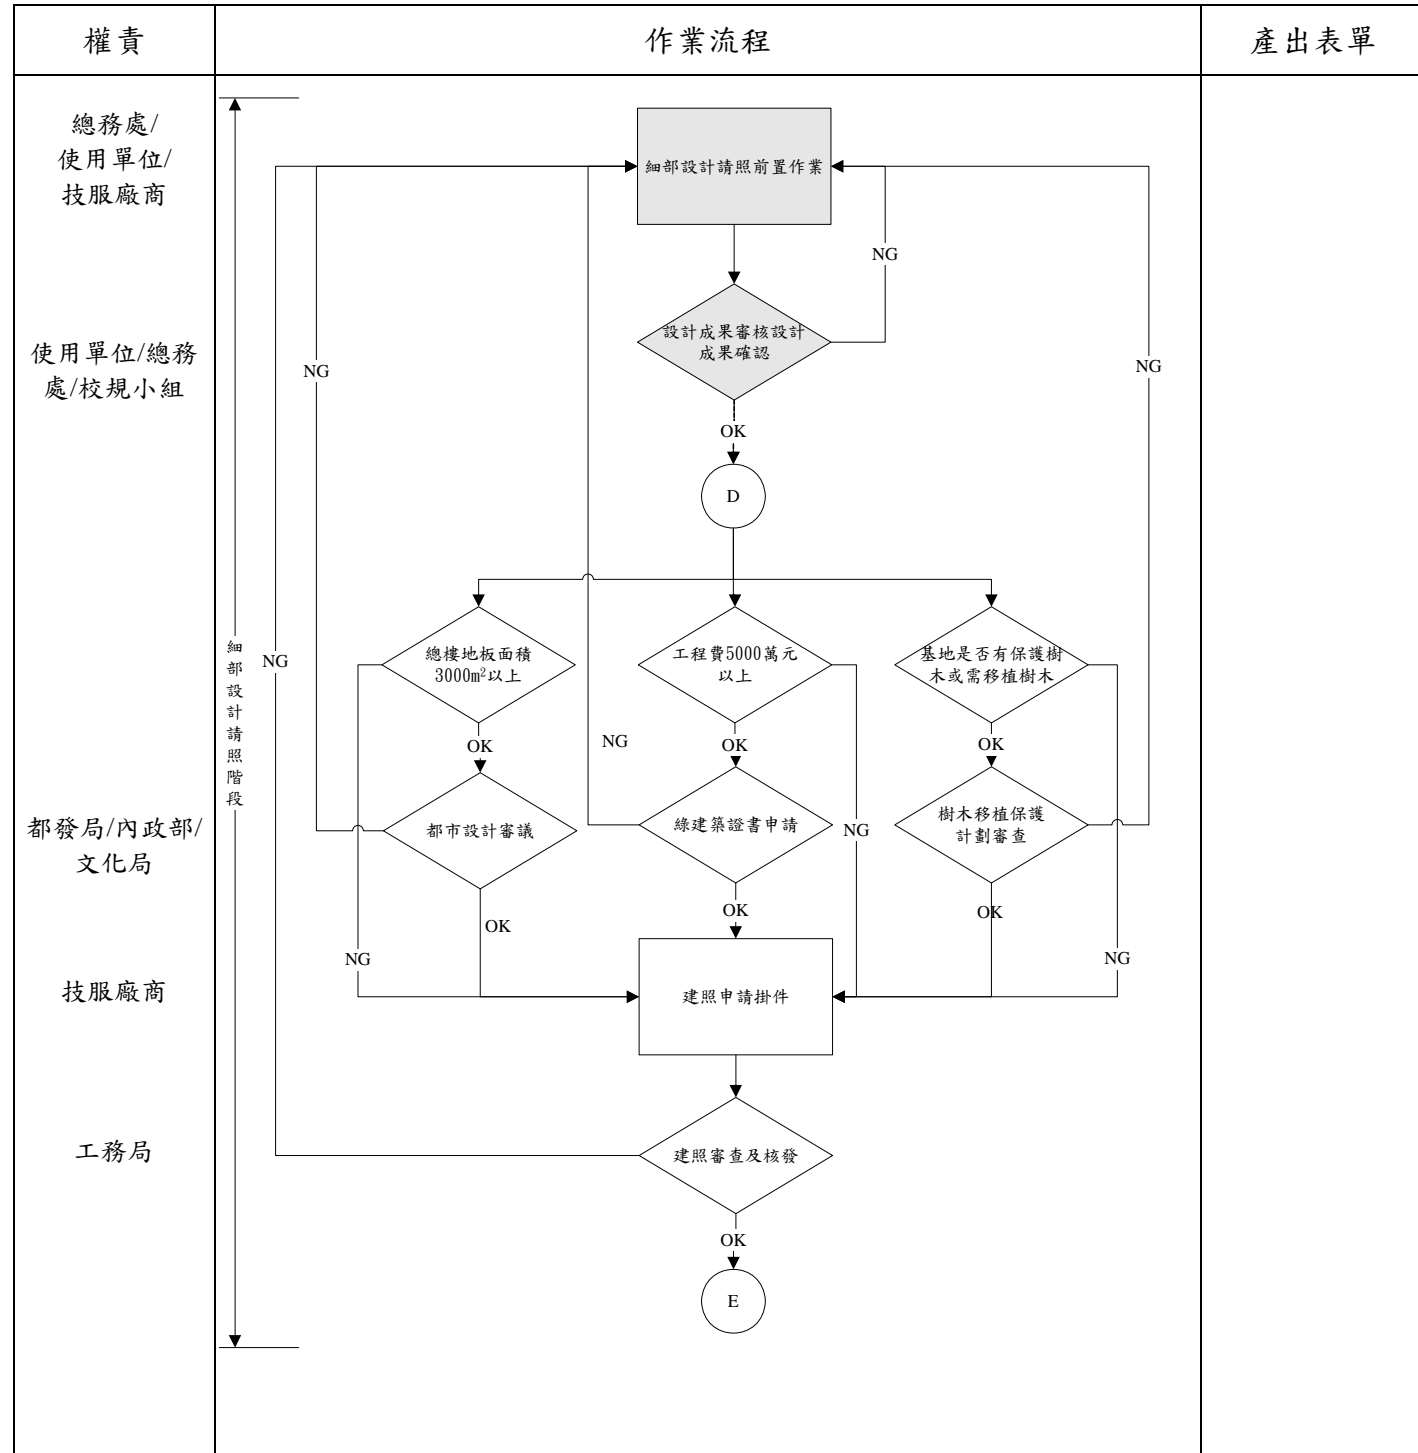 權責
作業流程
產出表單
總務處/
使用單位/
技服廠商
細部設計請照前置作業
NG
設計成果審核設計
成果確認
使用單位/總務
處/校規小組
NG
NG
OK
D
細部設計請照階段
NG
總樓地板面積
3000m²以上
工程費5000萬元
以上
基地是否有保護樹
木或需移植樹木
OK
NG
OK
OK
都發局/內政部/
文化局
都市設計審議
綠建築證書申請
NG
樹木移植保護
計劃審查
OK
OK
OK
NG
NG
技服廠商
建照申請掛件
工務局
建照審查及核發
OK
E